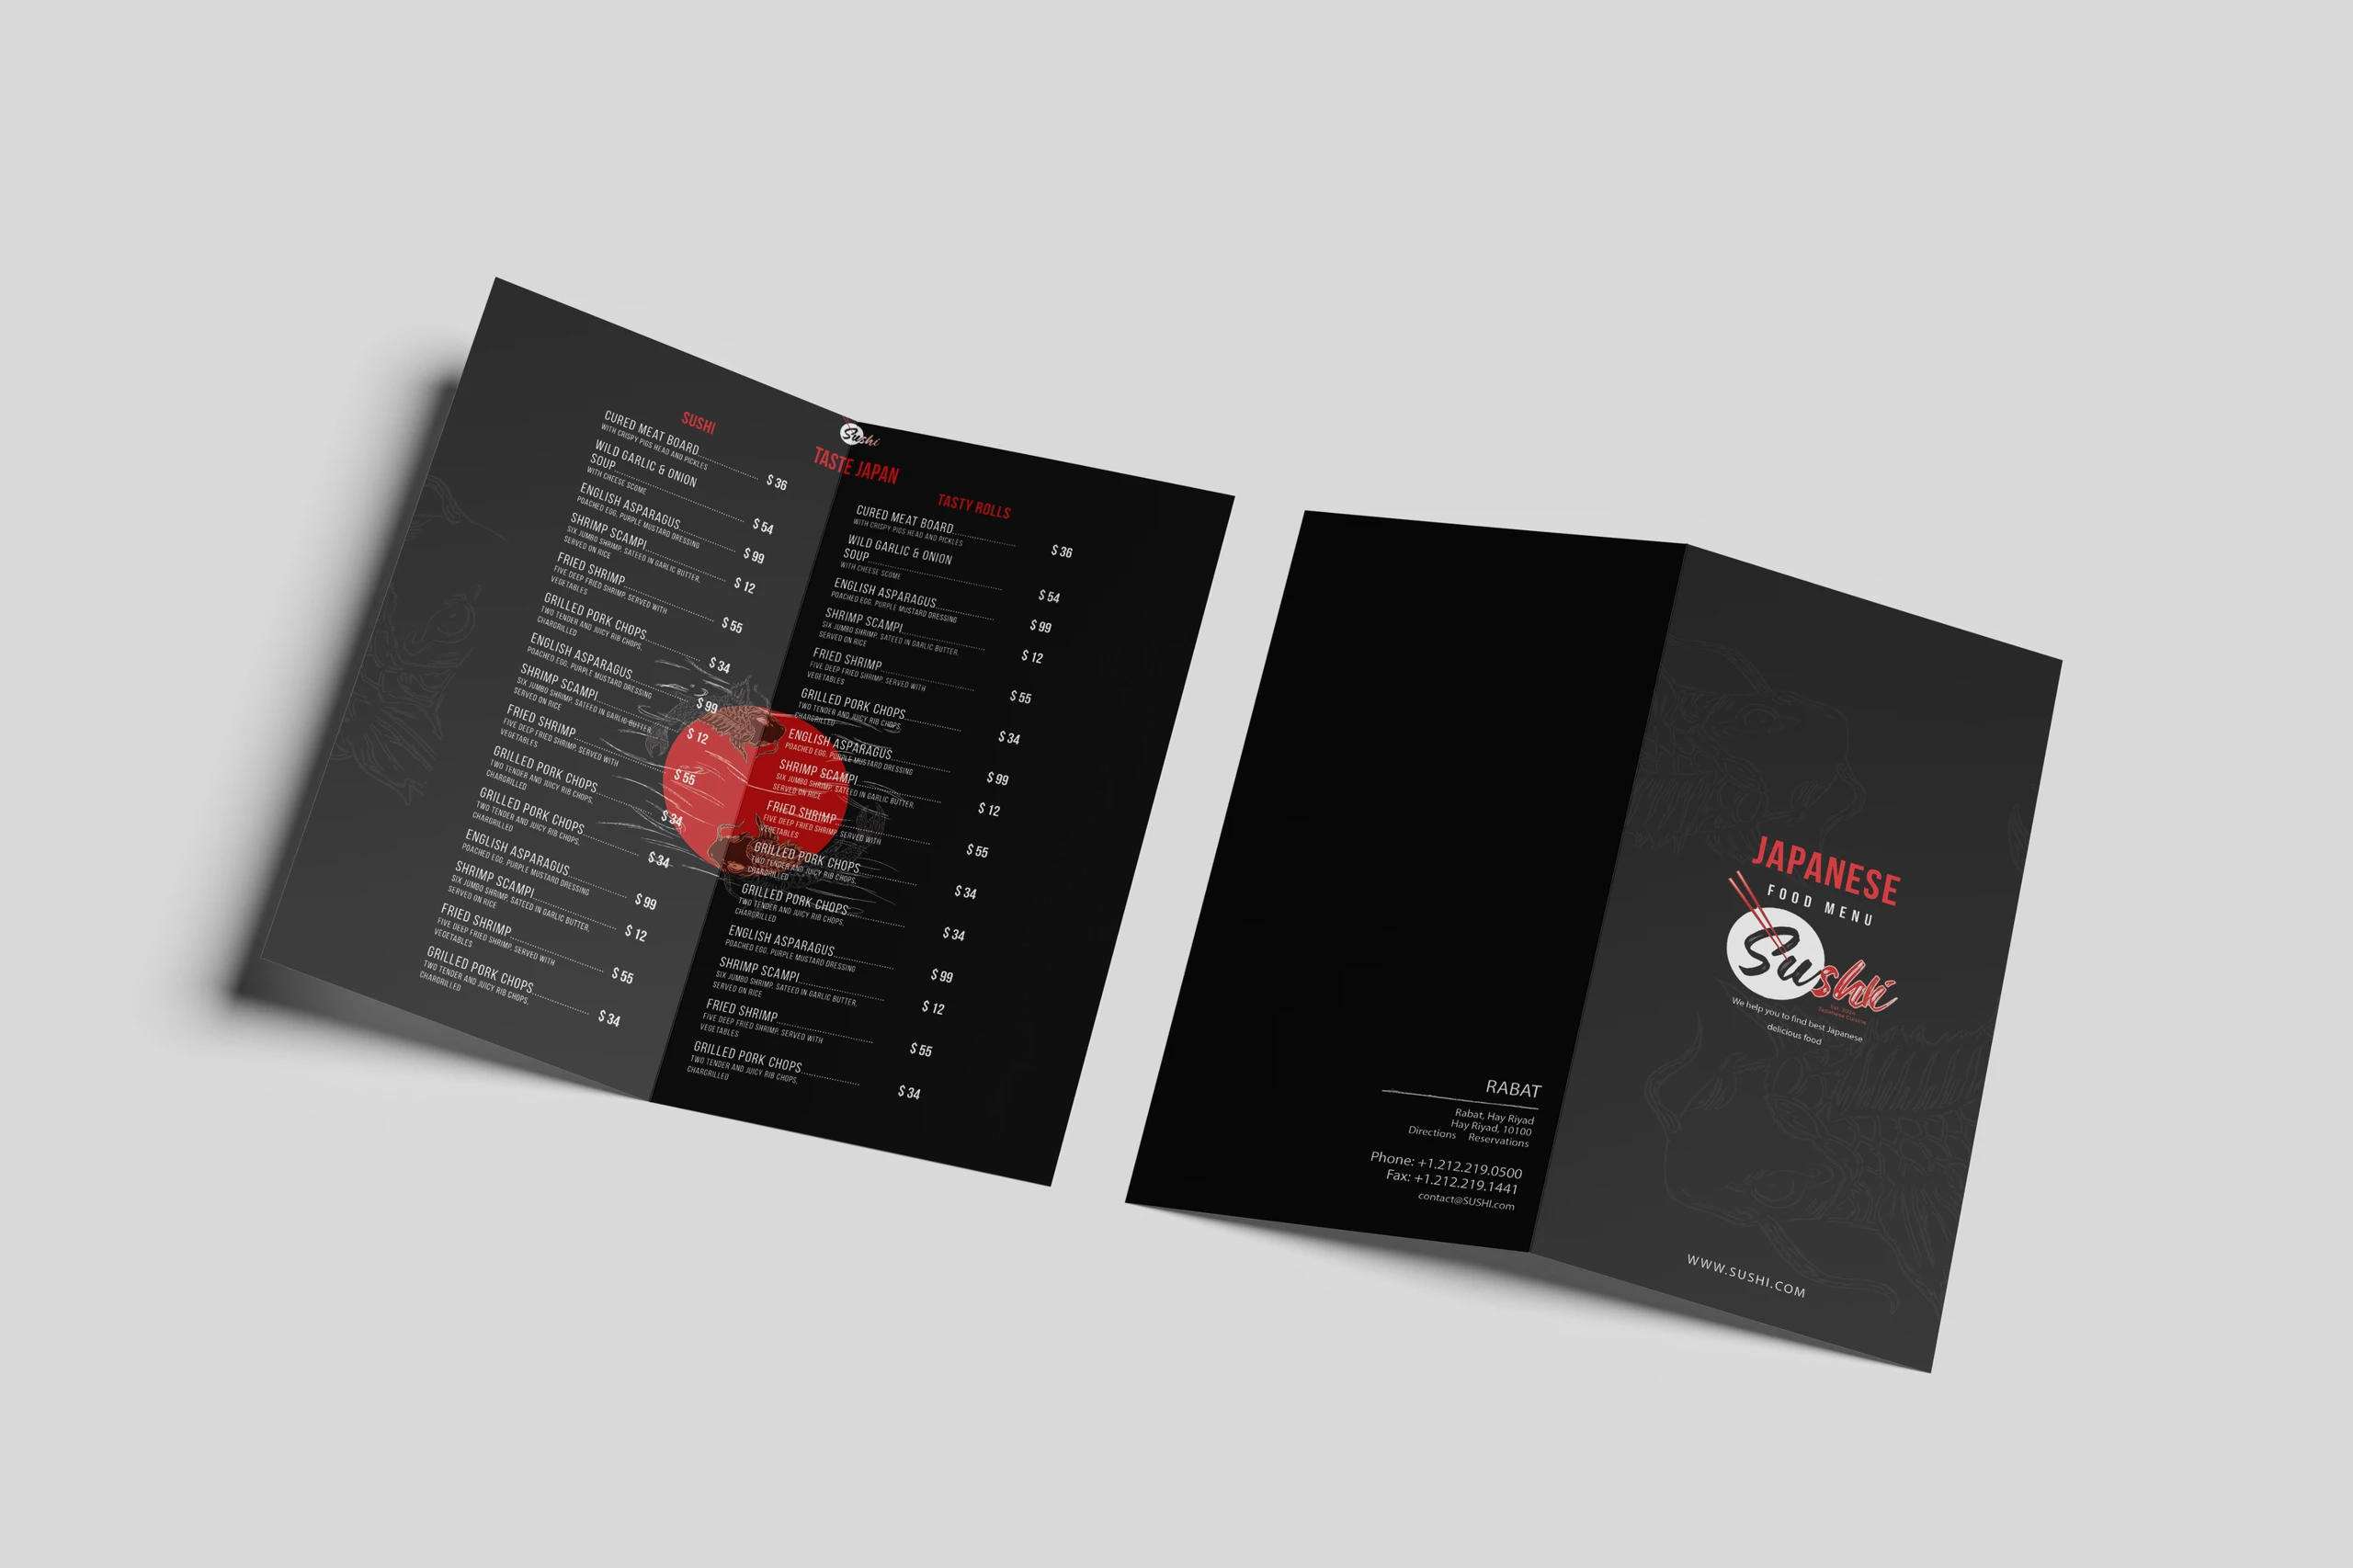 Sushi
TASTE JAPAN
SUSHI
CURED MEAT BOARD
$ 36
WITH CRISPY PIGS HEAD AND PICKLES
WILD GARLIC & ONION
SOUP
$ 54
WITH CHEESE SCOME
ENGLISH ASPARAGUS
$ 99
POACHED EGG, PURPLE MUSTARD DRESSING
SHRIMP SCAMPI
$ 12
SIX JUMBO SHRIMP, SATEED IN GARLIC BUTTER,
SERVED ON RICE
FRIED SHRIMP
$ 55
FIVE DEEP FRIED SHRIMP, SERVED WITH
VEGETABLES
GRILLED PORK CHOPS
$ 34
TWO TENDER AND JUICY RIB CHOPS,
CHARGRILLED
ENGLISH ASPARAGUS
$ 99
POACHED EGG, PURPLE MUSTARD DRESSING
SHRIMP SCAMPI
$ 12
SIX JUMBO SHRIMP, SATEED IN GARLIC BUTTER,
SERVED ON RICE
FRIED SHRIMP
$ 55
FIVE DEEP FRIED SHRIMP, SERVED WITH
VEGETABLES
GRILLED PORK CHOPS
$ 34
TWO TENDER AND JUICY RIB CHOPS,
CHARGRILLED
GRILLED PORK CHOPS
$ 34
TWO TENDER AND JUICY RIB CHOPS,
CHARGRILLED
ENGLISH ASPARAGUS
$ 99
POACHED EGG, PURPLE MUSTARD DRESSING
SHRIMP SCAMPI
$ 12
SIX JUMBO SHRIMP, SATEED IN GARLIC BUTTER,
SERVED ON RICE
FRIED SHRIMP
$ 55
FIVE DEEP FRIED SHRIMP, SERVED WITH
VEGETABLES
GRILLED PORK CHOPS
$ 34
TWO TENDER AND JUICY RIB CHOPS,
CHARGRILLED
TASTY ROLLS
CURED MEAT BOARD
$ 36
WITH CRISPY PIGS HEAD AND PICKLES
WILD GARLIC & ONION
SOUP
$ 54
WITH CHEESE SCOME
ENGLISH ASPARAGUS
$ 99
POACHED EGG, PURPLE MUSTARD DRESSING
SHRIMP SCAMPI
$ 12
SIX JUMBO SHRIMP, SATEED IN GARLIC BUTTER,
SERVED ON RICE
FRIED SHRIMP
$ 55
FIVE DEEP FRIED SHRIMP, SERVED WITH
VEGETABLES
GRILLED PORK CHOPS
$ 34
TWO TENDER AND JUICY RIB CHOPS,
CHARGRILLED
ENGLISH ASPARAGUS
$ 99
POACHED EGG, PURPLE MUSTARD DRESSING
SHRIMP SCAMPI
$ 12
SIX JUMBO SHRIMP, SATEED IN GARLIC BUTTER,
SERVED ON RICE
FRIED SHRIMP
$ 55
FIVE DEEP FRIED SHRIMP, SERVED WITH
VEGETABLES
GRILLED PORK CHOPS
$ 34
TWO TENDER AND JUICY RIB CHOPS,
CHARGRILLED
GRILLED PORK CHOPS
$ 34
TWO TENDER AND JUICY RIB CHOPS,
CHARGRILLED
ENGLISH ASPARAGUS
$ 99
POACHED EGG, PURPLE MUSTARD DRESSING
SHRIMP SCAMPI
$ 12
SIX JUMBO SHRIMP, SATEED IN GARLIC BUTTER,
SERVED ON RICE
FRIED SHRIMP
$ 55
FIVE DEEP FRIED SHRIMP, SERVED WITH
VEGETABLES
GRILLED PORK CHOPS
$ 34
TWO TENDER AND JUICY RIB CHOPS,
CHARGRILLED
RABAT
Rabat, Hay Riyad
Hay Riyad, 10100
Directions Reservations
Phone: +1.212.219.0500
Fax: +1.212.219.1441
contact@SUSHI.com
JAPANESE
FOOD MENU
Sushi
Est. 2024
Japanese Cuisine
We help you to find best Japanese
delicious food
WWW.SUSHI.COM